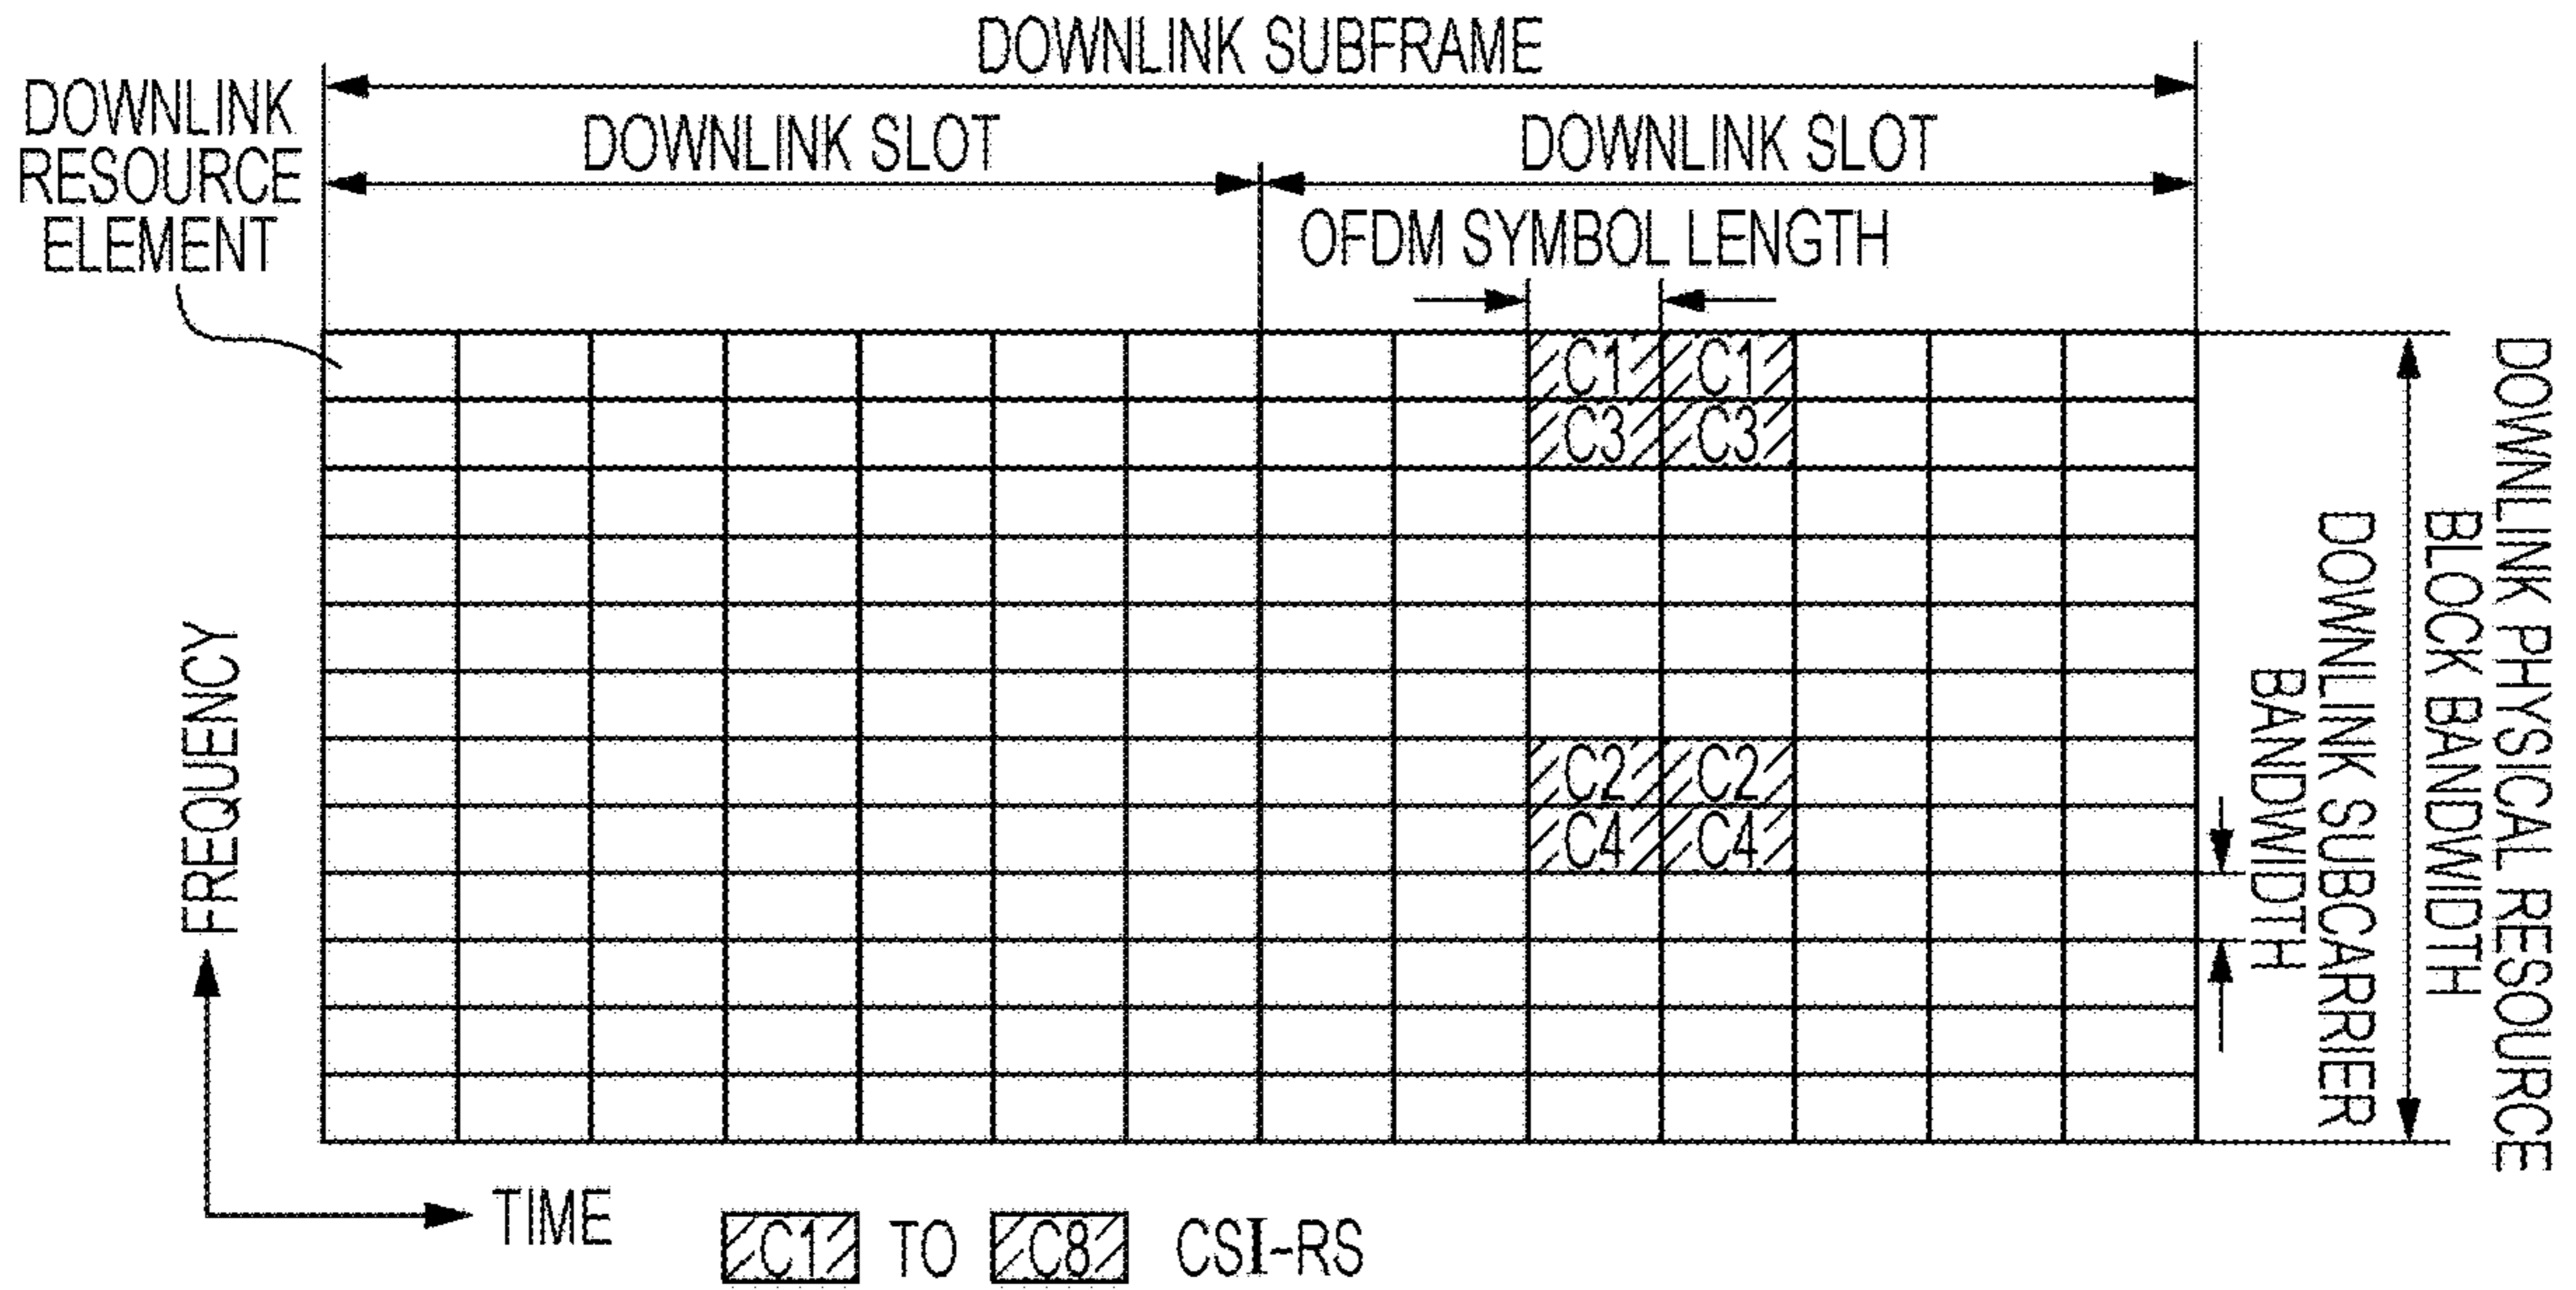 DOWNLINK SUBFRAME
DOWNLINK
RESOURCE
ELEMENT
DOWNLINK SLOT
DOWNLINK SLOT
OFDM SYMBOL LENGTH
C1 C1
C3 C3
C2 C2
C4 C4
FREQUENCY
TIME
DOWNLINK SUBCARRIER
BANDWIDTH
DOWNLINK PHYSICAL RESOURCE
BLOCK BANDWIDTH
C1 TO C8 CSI-RS